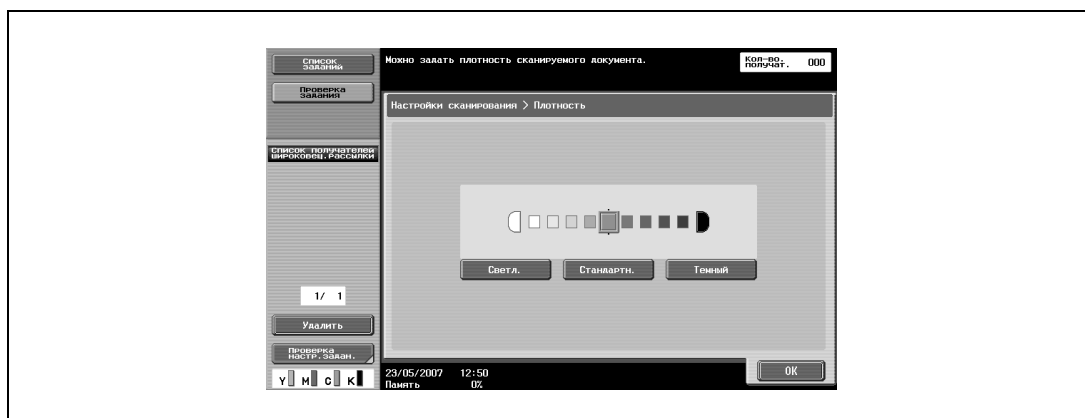 Список
заданий
Можно задать плотность сканируемого документа.
Кол-во.
получат. 000
Проверка
задания
Настройки сканирования > Плотность
Список получателей
широковещ.рассылки
Светл. Стандартн. Темный
1/ 1
Удалить
Проверка
настр.задан.
23/05/2007 12:50
Память 0%
OK
Y M C K